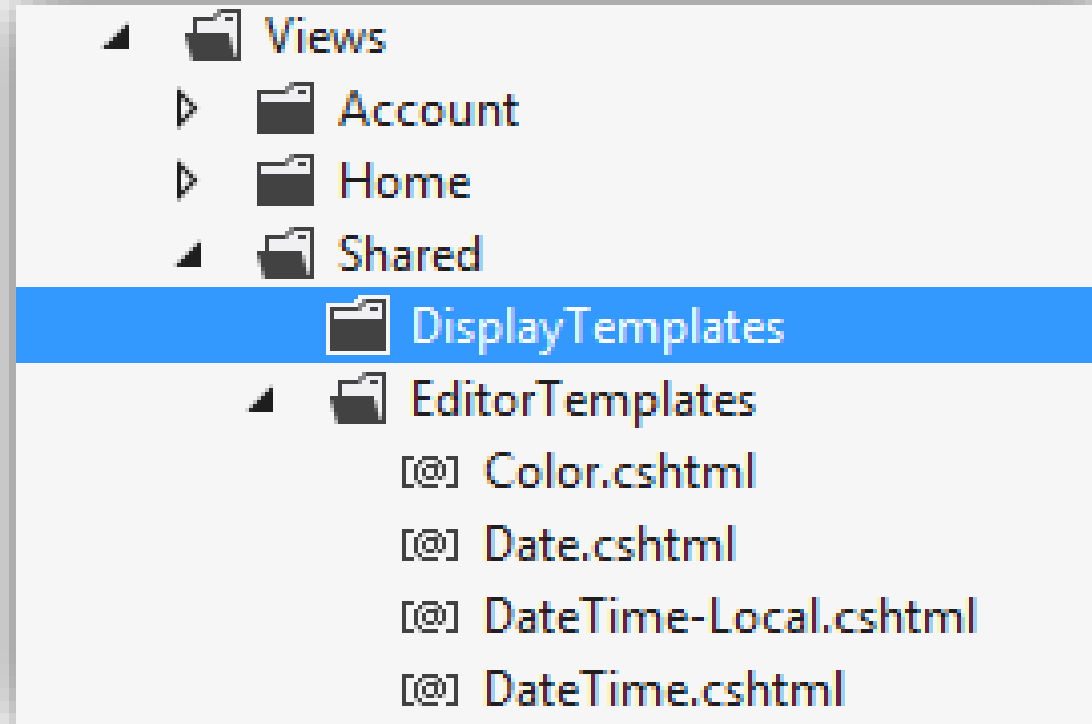 Views
Account
Home
Shared
DisplayTemplates
EditorTemplates
[@] Color.cshtml
[@] Date.cshtml
[@] DateTime-Local.cshtml
[@] DateTime.cshtml